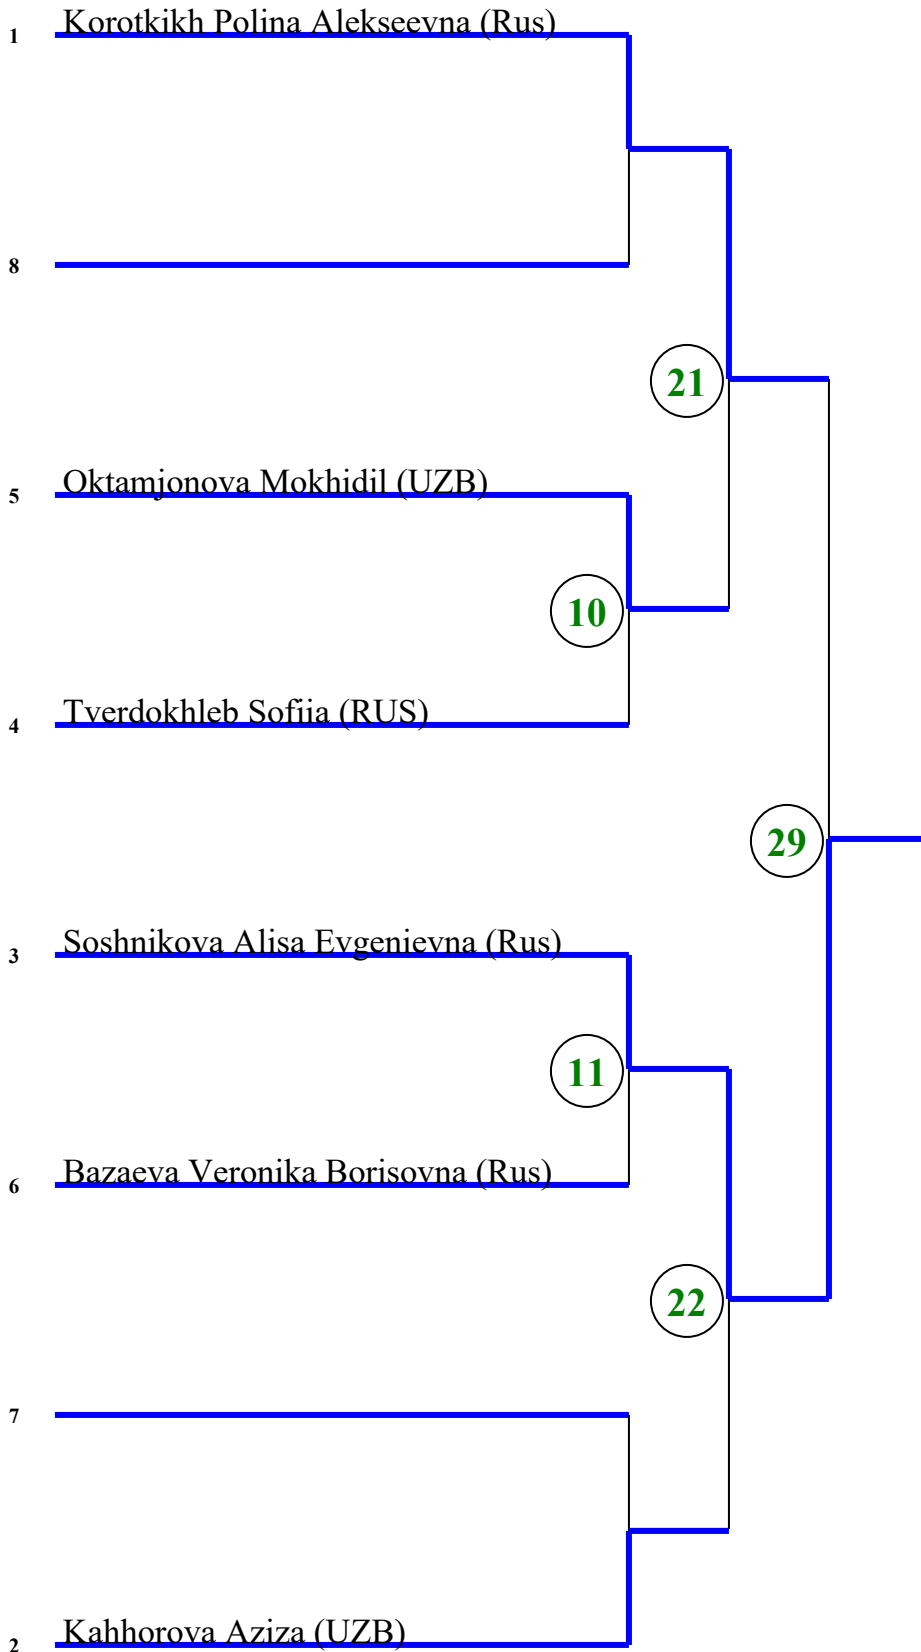 1 Korotkikh Polina Alekseevna (Rus)
8
21
5 Oktamjonova Mokhidil (UZB)
10
4 Tverdokhleb Sofiia (RUS)
29
3 Soshnikova Alisa Evgenievna (Rus)
11
6 Bazaeva Veronika Borisovna (Rus)
22
7
2 Kahhorova Aziza (UZB)